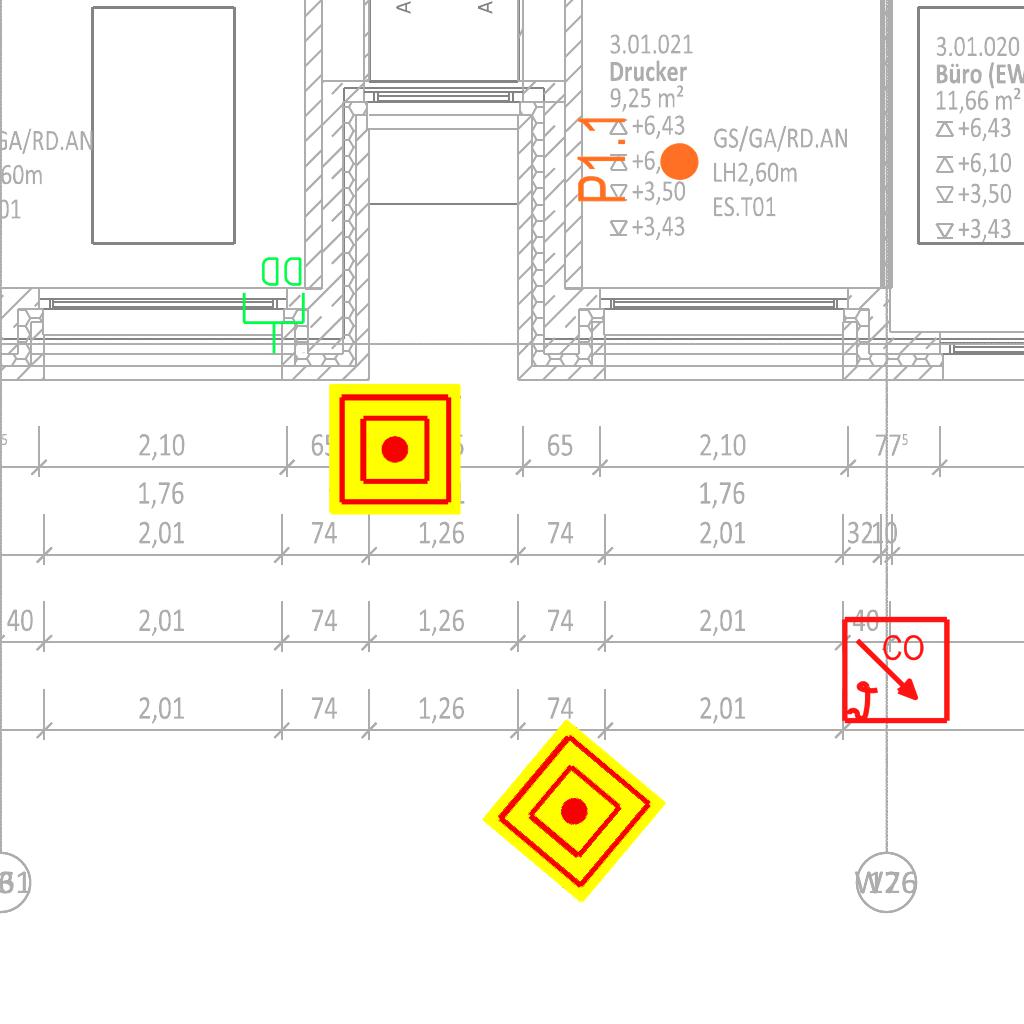 A A
3.01.021
Drucker
9,25 m²
+6,43
+3,50
+3,43
P1.1
GS/GA/RD.AN
LH2,60m
ES.T01
3.01.020
Büro (EW
11,66 m²
+6,43
+6,10
+3,50
+3,43
GA/RD.AN
60m
01
CO
2,10 65 65 2,10 77⁵
1,76 1,76
2,01 74 1,26 74 2,01 32 10
40 2,01 74 1,26 74 2,01 40
2,01 74 1,26 74 2,01